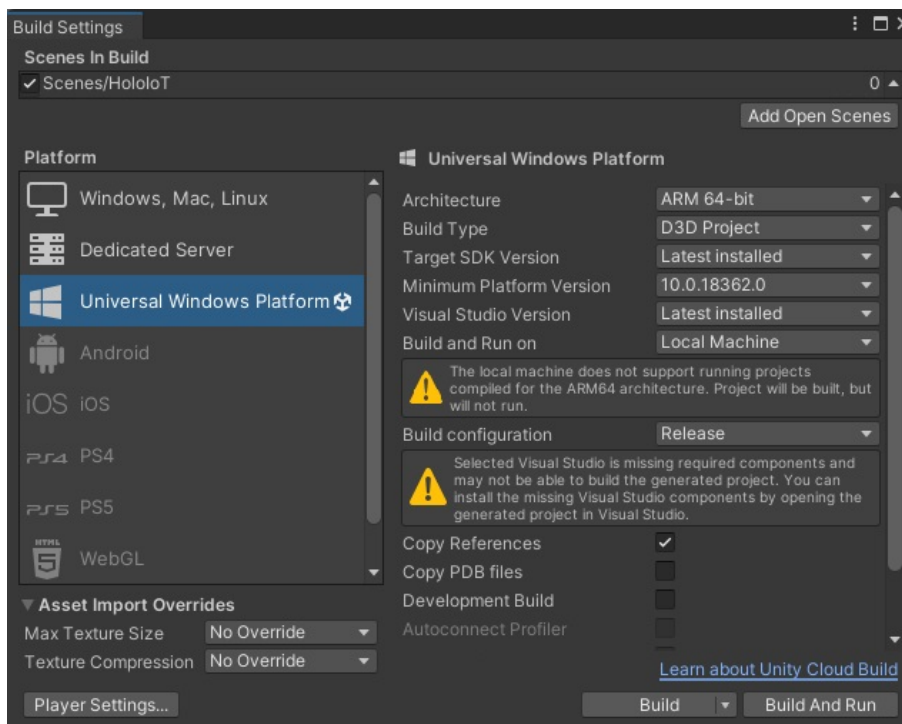 Build Settings
Scenes In Build
Scenes/HololoT 0
Add Open Scenes
Platform
Windows, Mac, Linux
Dedicated Server
Universal Windows Platform
Android
iOS iOS
PS4 PS4
PS5 PS5
HTML 5 WebGL
Asset Import Overrides
Max Texture Size No Override
Texture Compression No Override
Player Settings...
Universal Windows Platform
Architecture ARM 64-bit
Build Type D3D Project
Target SDK Version Latest installed
Minimum Platform Version 10.0.18362.0
Visual Studio Version Latest installed
Build and Run on Local Machine
The local machine does not support running projects
compiled for the ARM64 architecture. Project will be built, but
will not run.
Build configuration Release
Selected Visual Studio is missing required components and
may not be able to build the generated project. You can
install the missing Visual Studio components by opening the
generated project in Visual Studio.
Copy References
Copy PDB files
Development Build
Autoconnect Profiler
Learn about Unity Cloud Build
Build Build And Run